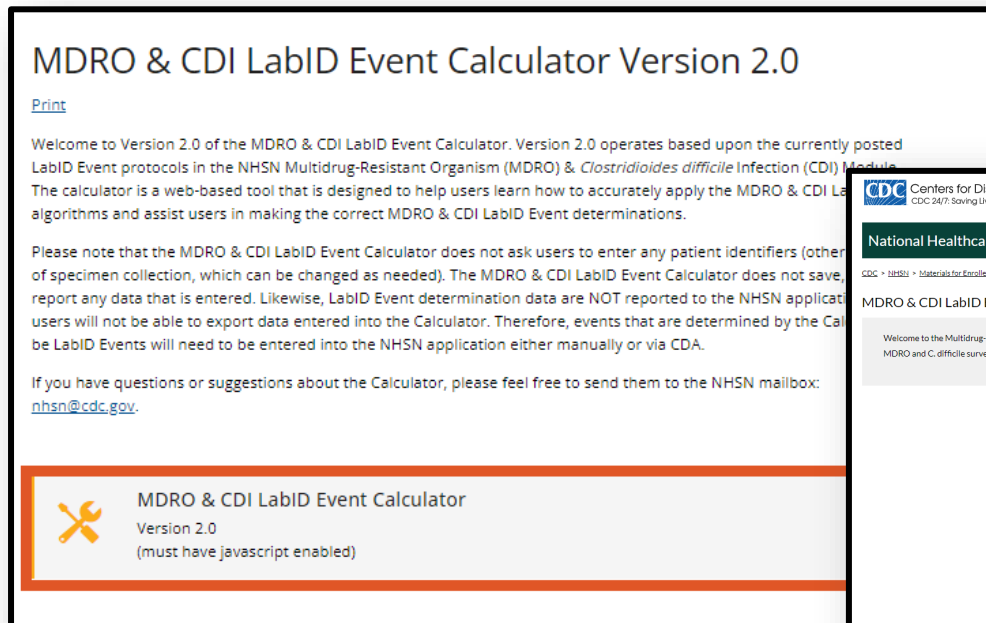 MDRO & CDI LabID Event Calculator Version 2.0
Print
Welcome to Version 2.0 of the MDRO & CDI LabID Event Calculator. Version 2.0 operates based upon the currently posted
LabID Event protocols in the NHSN Multidrug-Resistant Organism (MDRO) & Clostridioides difficile Infection (CDI) Module.
The calculator is a web-based tool that is designed to help users learn how to accurately apply the MDRO & CDI La
algorithms and assist users in making the correct MDRO & CDI LabID Event determinations.
Please note that the MDRO & CDI LabID Event Calculator does not ask users to enter any patient identifiers (other
of specimen collection, which can be changed as needed). The MDRO & CDI LabID Event Calculator does not save,
report any data that is entered. Likewise, LabID Event determination data are NOT reported to the NHSN applicati
users will not be able to export data entered into the Calculator. Therefore, events that are determined by the Cal
be LabID Events will need to be entered into the NHSN application either manually or via CDA.
If you have questions or suggestions about the Calculator, please feel free to send them to the NHSN mailbox:
nhsn@cdc.gov.
MDRO & CDI LabID Event Calculator
Version 2.0
(must have javascript enabled)
CDC Centers for Di
CDC 24/7: Saving Li
National Healthca
CDC > NHSN > Materials for Enrolle
MDRO & CDI LabID
Welcome to the Multidrug-
MDRO and C. difficile surve